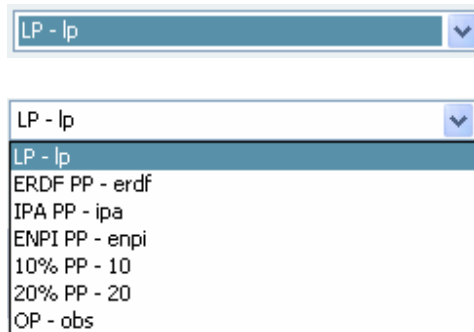 LP - lp
LP - lp
LP - lp
ERDF PP - erdf
IPA PP - ipa
ENPI PP - enpi
10% PP - 10
20% PP - 20
OP - obs